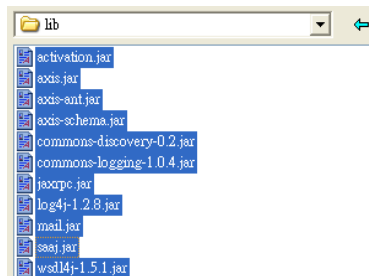 lib
activation.jar
axis.jar
axis-ant.jar
axis-schema.jar
commons-discovery-0.2.jar
commons-logging-1.0.4.jar
jaxrpc.jar
log4j-1.2.8.jar
mail.jar
saaj.jar
wsdl4j-1.5.1.jar